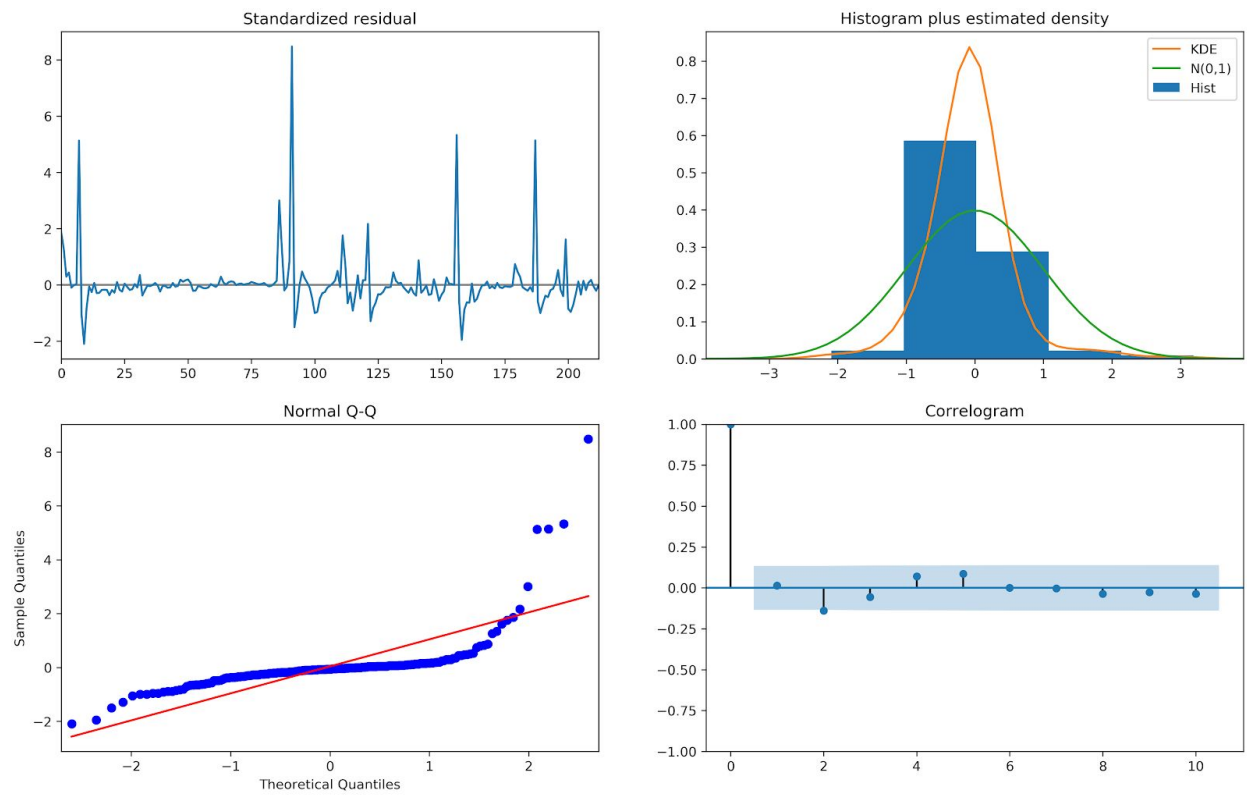 Standardized residual
8
6
4
2
0
−2
0 25 50 75 100 125 150 175 200
Histogram plus estimated density
KDE
N(0,1)
Hist
0.8
0.7
0.6
0.5
0.4
0.3
0.2
0.1
0.0
−3 −2 −1 0 1 2 3
Normal Q-Q
Sample Quantiles
8
6
4
2
0
−2
−2 −1 0 1 2
Theoretical Quantiles
Correlogram
1.00
0.75
0.50
0.25
0.00
−0.25
−0.50
−0.75
−1.00
0 2 4 6 8 10